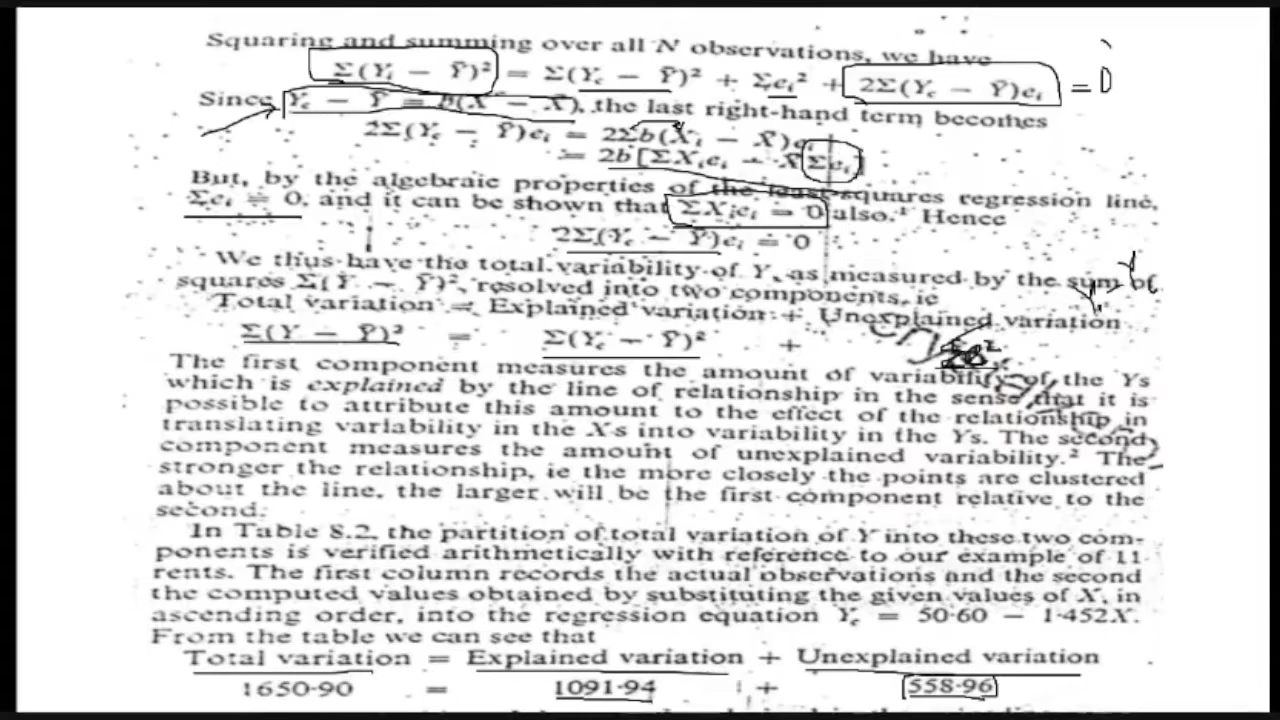 Squaring and summing over all N observations, we have
Σ(Yᵢ − Ȳ)² = Σ(Y꜀ − Ȳ)² + Σeᵢ² + 2Σ(Y꜀ − Ȳ)eᵢ = 0
Since Y꜀ − Ȳ = b(X − X̄), the last right-hand term becomes
2Σ(Y꜀ − Ȳ)eᵢ = 2Σb(Xᵢ − X̄)eᵢ
= 2b[ΣXᵢeᵢ − X̄Σeᵢ]
But, by the algebraic properties of the least-squares regression line,
Σeᵢ = 0, and it can be shown that ΣXᵢeᵢ = 0 also.¹ Hence
2Σ(Y꜀ − Ȳ)eᵢ = 0
We thus have the total variability of Y, as measured by the sum of
squares Σ(Y − Ȳ)², resolved into two components, ie
Total variation = Explained variation + Unexplained variation
Σ(Y − Ȳ)² = Σ(Y꜀ − Ȳ)² +
The first component measures the amount of variability of the Ys
which is explained by the line of relationship in the sense that it is
possible to attribute this amount to the effect of the relationship in
translating variability in the Xs into variability in the Ys. The second
component measures the amount of unexplained variability.² The
stronger the relationship, ie the more closely the points are clustered
about the line, the larger will be the first component relative to the
second.
In Table 8.2, the partition of total variation of Y into these two com-
ponents is verified arithmetically with reference to our example of 11
rents. The first column records the actual observations and the second
the computed values obtained by substituting the given values of X, in
ascending order, into the regression equation Y꜀ = 50·60 − 1·452X.
From the table we can see that
Total variation = Explained variation + Unexplained variation
1650·90 = 1091·94 + 558·96